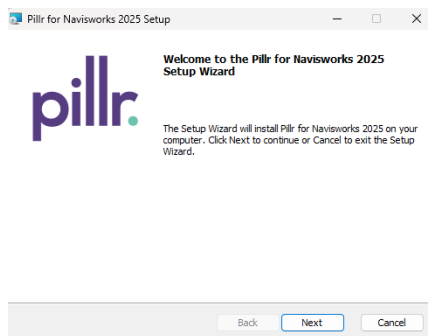 Pillr for Navisworks 2025 Setup
pillr.
Welcome to the Pillr for Navisworks 2025
Setup Wizard
The Setup Wizard will install Pillr for Navisworks 2025 on your
computer. Click Next to continue or Cancel to exit the Setup
Wizard.
Back Next Cancel